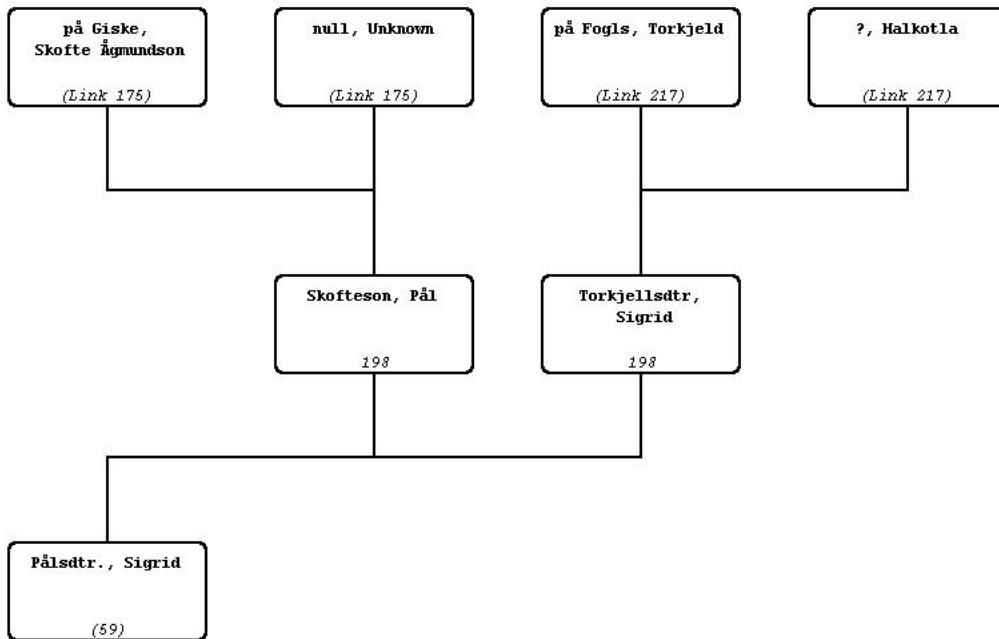 på Giske,
Skofte Ågmundson
(Link 175)
null, Unknown
(Link 175)
på Fogls, Torkjeld
(Link 217)
?, Halkotla
(Link 217)
Skofteson, Pål
198
Torkjellsdtr,
Sigrid
198
Pålsdtr., Sigrid
(59)